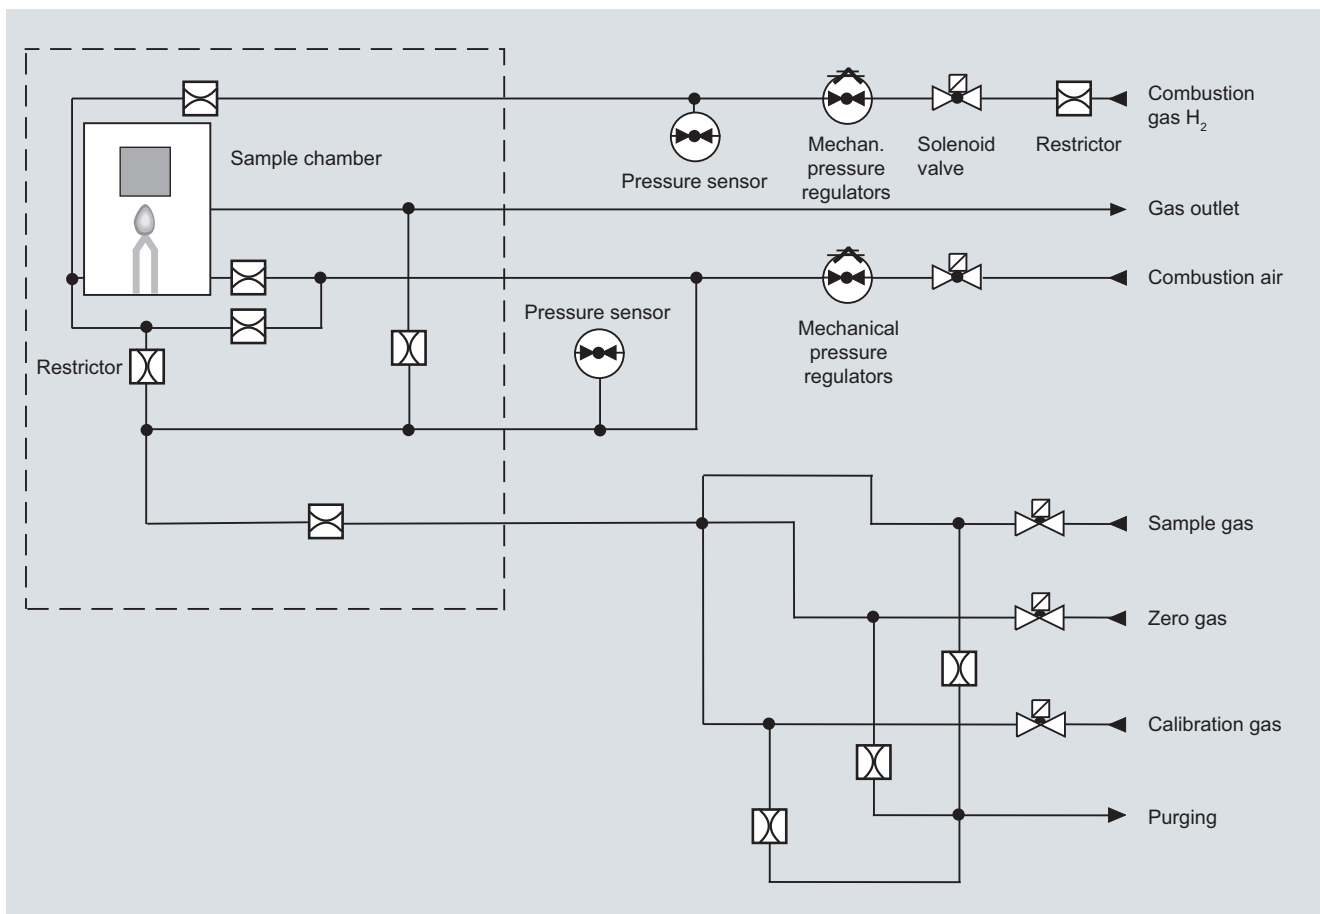 Combustion
gas H2
Sample chamber
Mechan.
pressure
regulators
Solenoid
valve
Restrictor
Pressure sensor
Gas outlet
Combustion air
Pressure sensor
Mechanical
pressure
regulators
Restrictor
Sample gas
Zero gas
Calibration gas
Purging